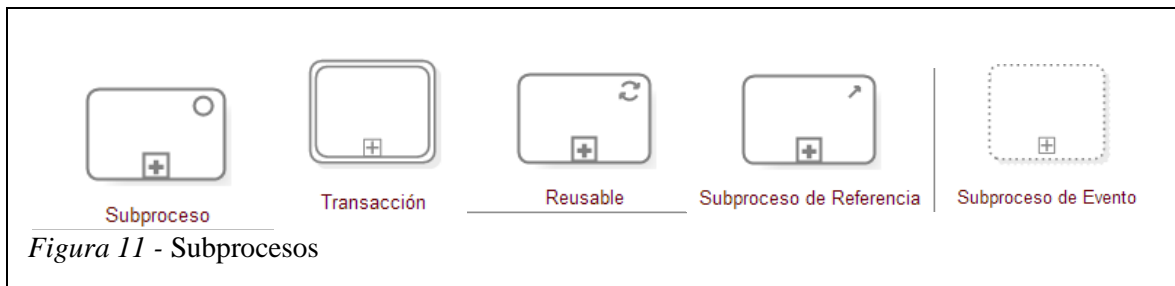 Subproceso
Transacción
Reusable
Subproceso de Referencia
Subproceso de Evento
Figura 11 - Subprocesos